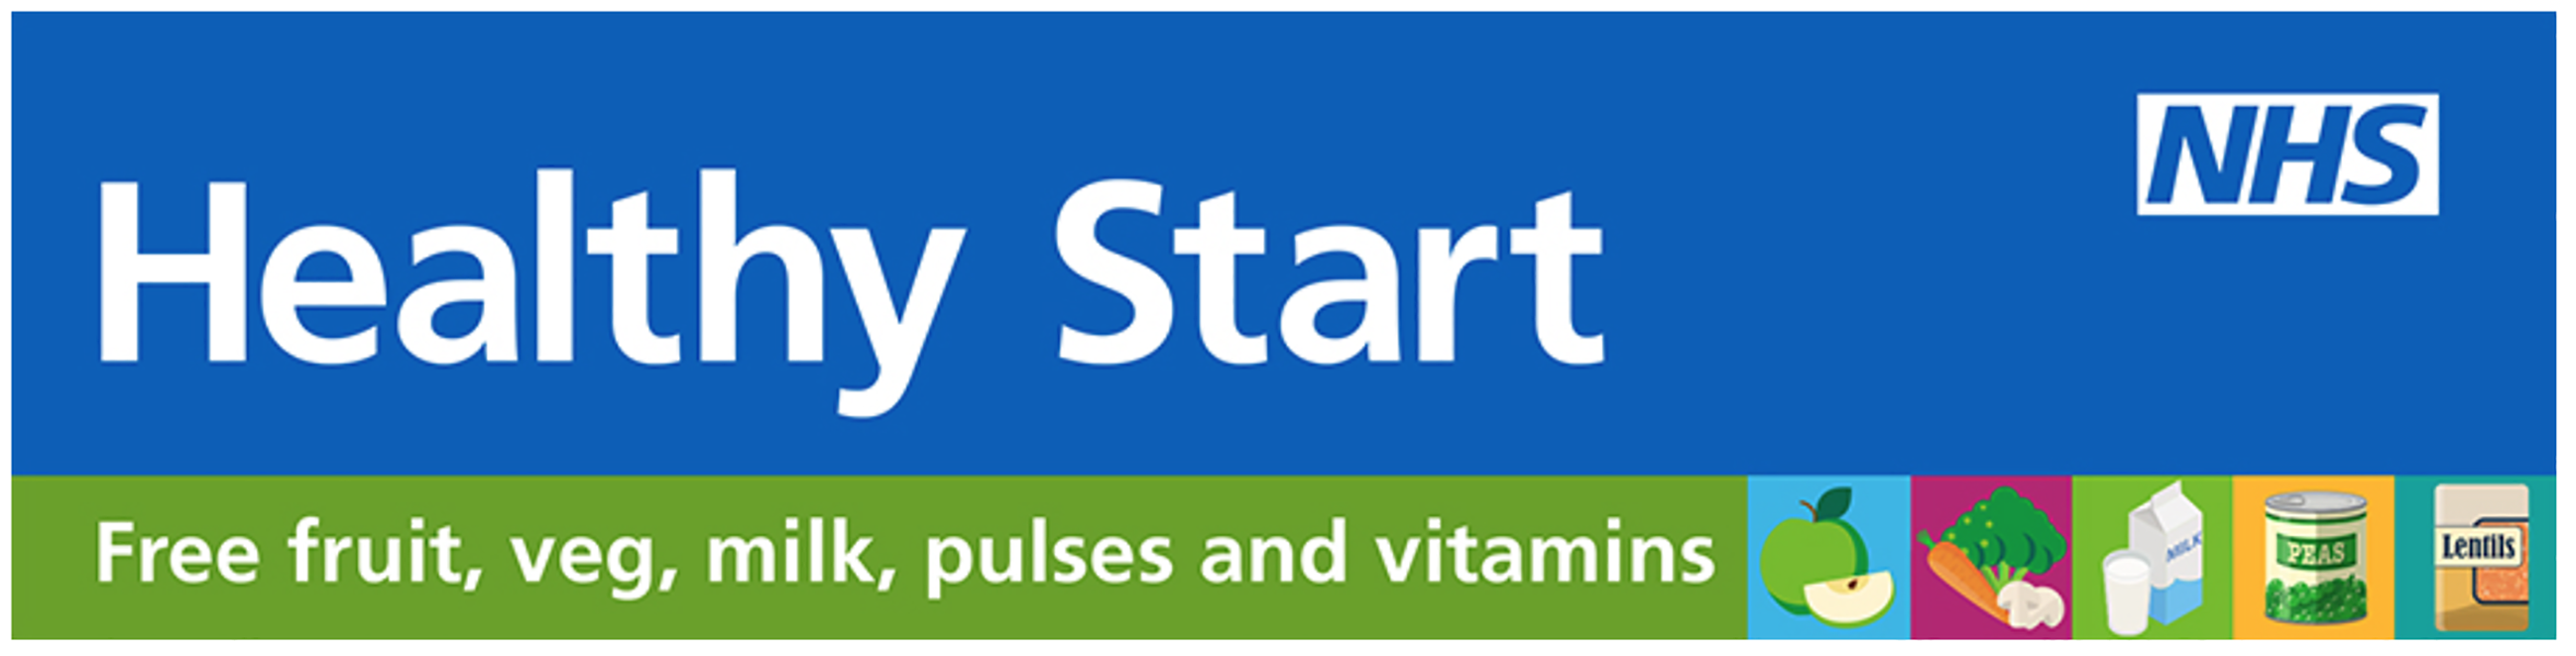 NHS
Healthy Start
Free fruit, veg, milk, pulses and vitamins
MILK
PEAS
Lentils